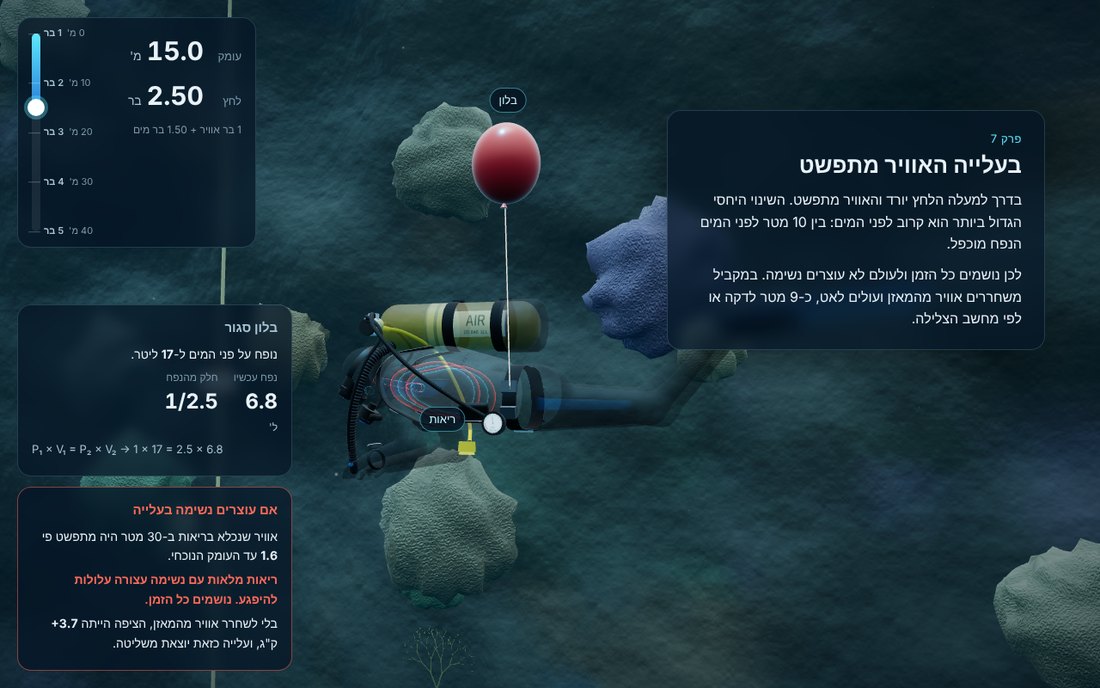 0 מ' 1 בר
10 מ' 2 בר
20 מ' 3 בר
30 מ' 4 בר
40 מ' 5 בר
עומק 15.0 מ'
לחץ 2.50 בר
1 בר אוויר + 1.50 בר מים
בלון
AIR
ריאות
פרק 7
בעלייה האוויר מתפשט
בדרך למעלה הלחץ יורד והאוויר מתפשט. השינוי היחסי
הגדול ביותר הוא קרוב לפני המים: בין 10 מטר לפני המים
הנפח מוכפל.
לכן נושמים כל הזמן ולעולם לא עוצרים נשימה. במקביל
משחררים אוויר מהמאזן ועולים לאט, כ-9 מטר לדקה או
לפי מחשב הצלילה.
בלון סגור
נופח על פני המים ל-17 ליטר.
נפח עכשיו חלק מהנפח
6.8 1/2.5
ל'
P₁ × V₁ = P₂ × V₂ → 1 × 17 = 2.5 × 6.8
אם עוצרים נשימה בעלייה
אוויר שנכלא בריאות ב-30 מטר היה מתפשט פי
1.6 עד העומק הנוכחי.
ריאות מלאות עם נשימה עצורה עלולות
להיפגע. נושמים כל הזמן.
בלי לשחרר אוויר מהמאזן, הציפה הייתה +3.7
ק"ג, ועלייה כזאת יוצאת משליטה.